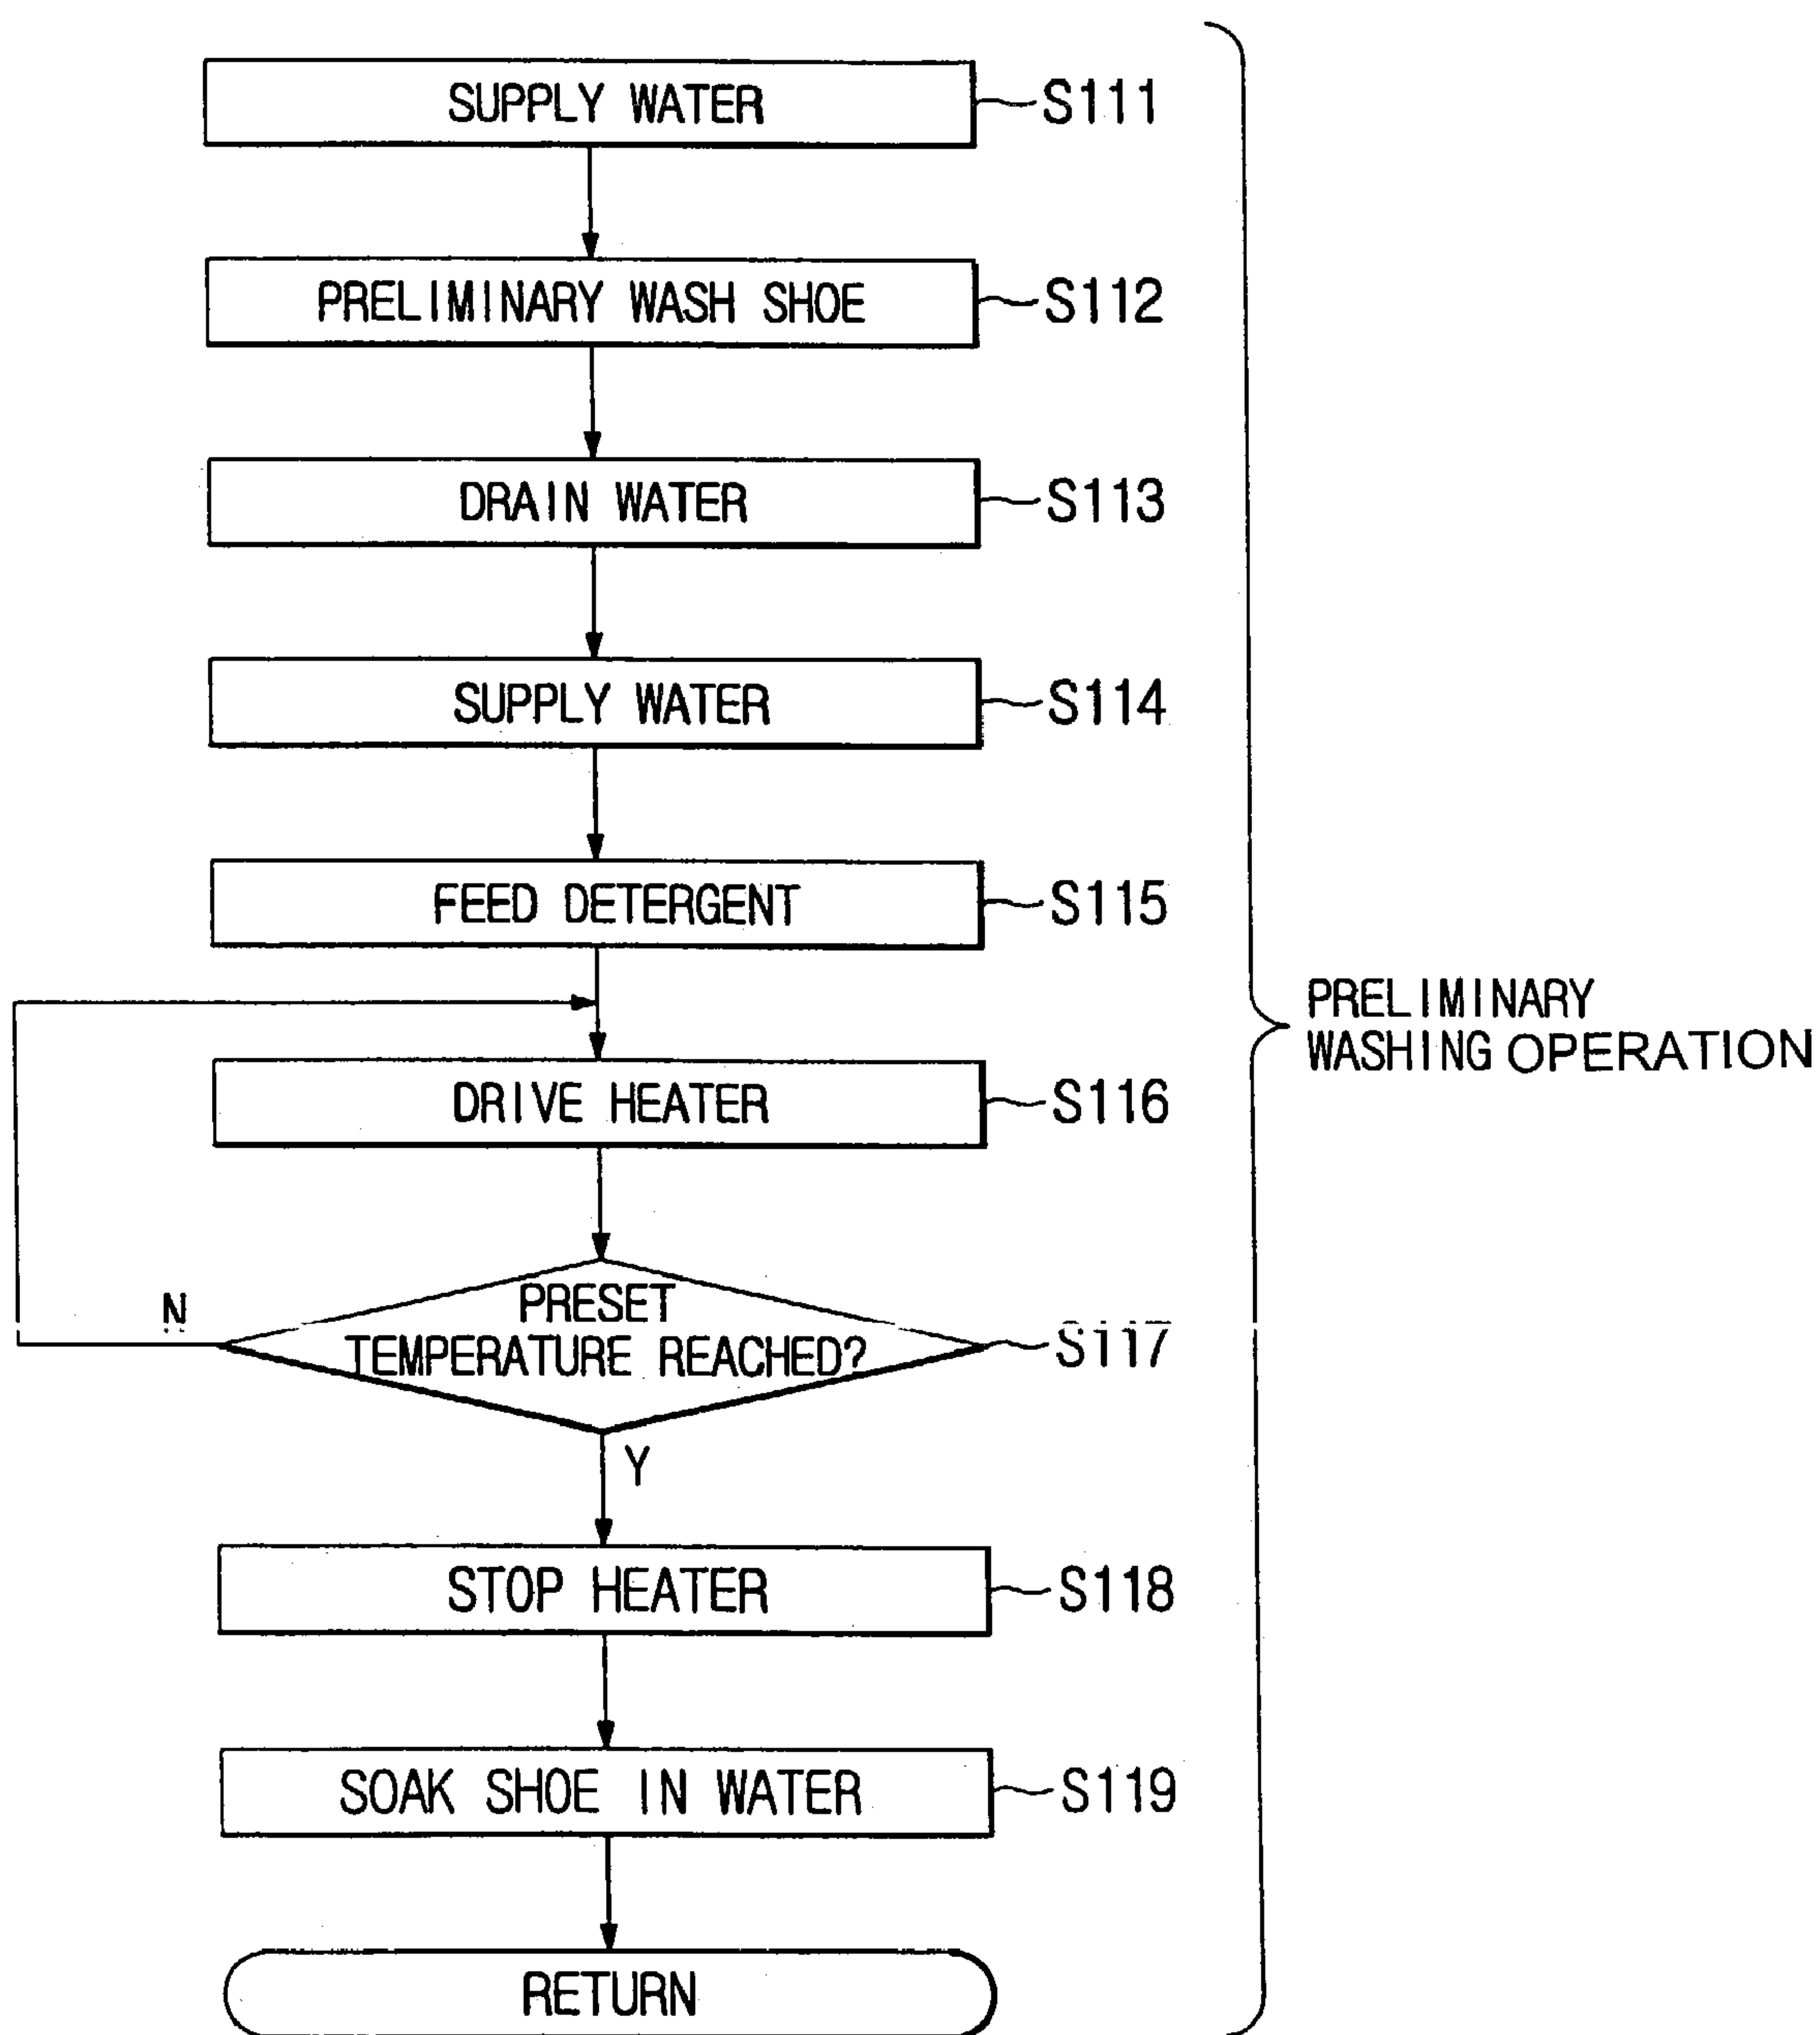 SUPPLY WATER
S111
PRELIMINARY WASH SHOE
S112
DRAIN WATER
S113
SUPPLY WATER
S114
FEED DETERGENT
S115
PRELIMINARY
WASHING OPERATION
DRIVE HEATER
S116
N
PRESET
TEMPERATURE REACHED?
S117
Y
STOP HEATER
S118
SOAK SHOE IN WATER
S119
RETURN